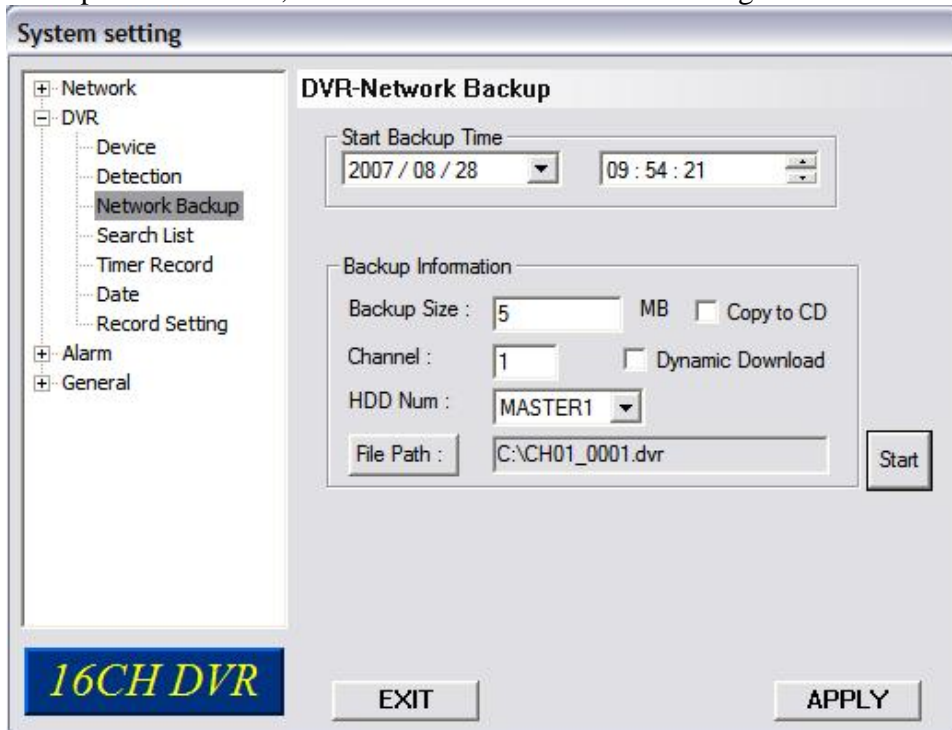 System setting
Network
DVR
Device
Detection
Network Backup
Search List
Timer Record
Date
Record Setting
Alarm
General
16CH DVR
DVR-Network Backup
Start Backup Time
2007 / 08 / 28 09 : 54 : 21
Backup Information
Backup Size : 5 MB Copy to CD
Channel : 1 Dynamic Download
HDD Num : MASTER1
File Path : C:\CH01_0001.dvr
Start
EXIT APPLY